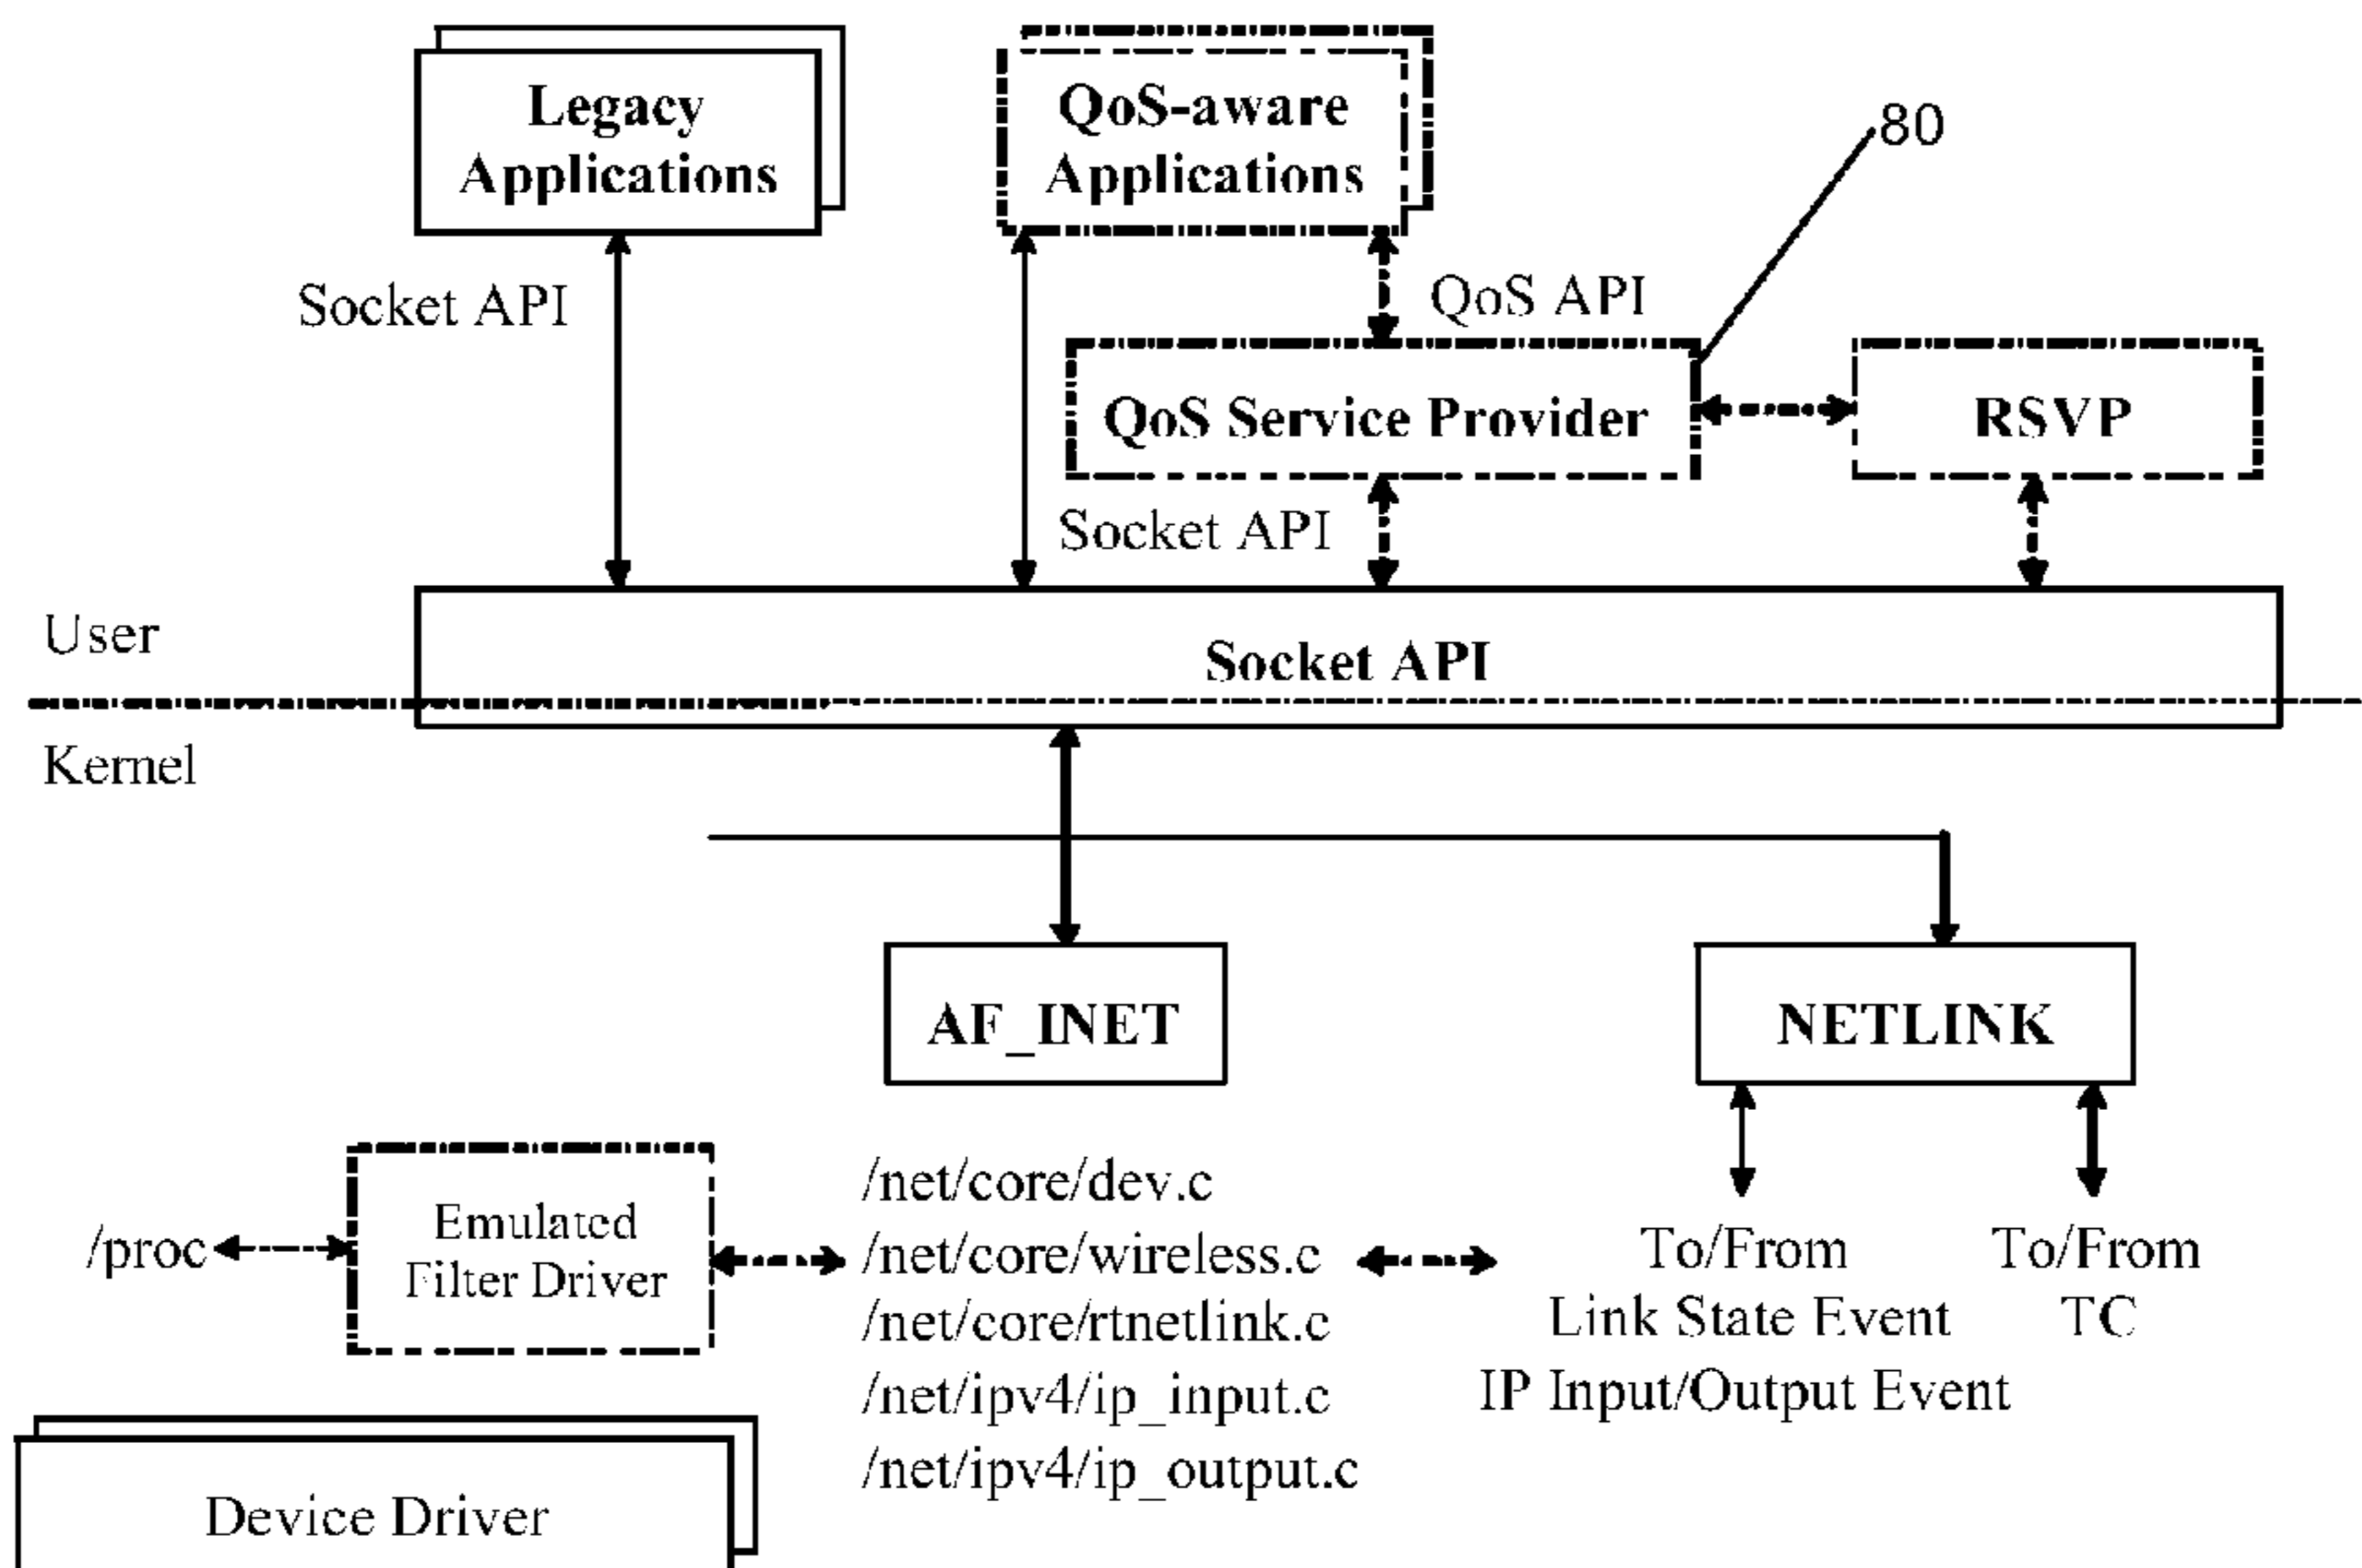 Legacy
Applications
QoS-aware
Applications
80
Socket API
QoS API
QoS Service Provider
RSVP
Socket API
User
Socket API
Kernel
AF_INET
NETLINK
/proc
Emulated
Filter Driver
/net/core/dev.c
/net/core/wireless.c
/net/core/rtnetlink.c
/net/ipv4/ip_input.c
/net/ipv4/ip_output.c
To/From
Link State Event
IP Input/Output Event
To/From
TC
Device Driver